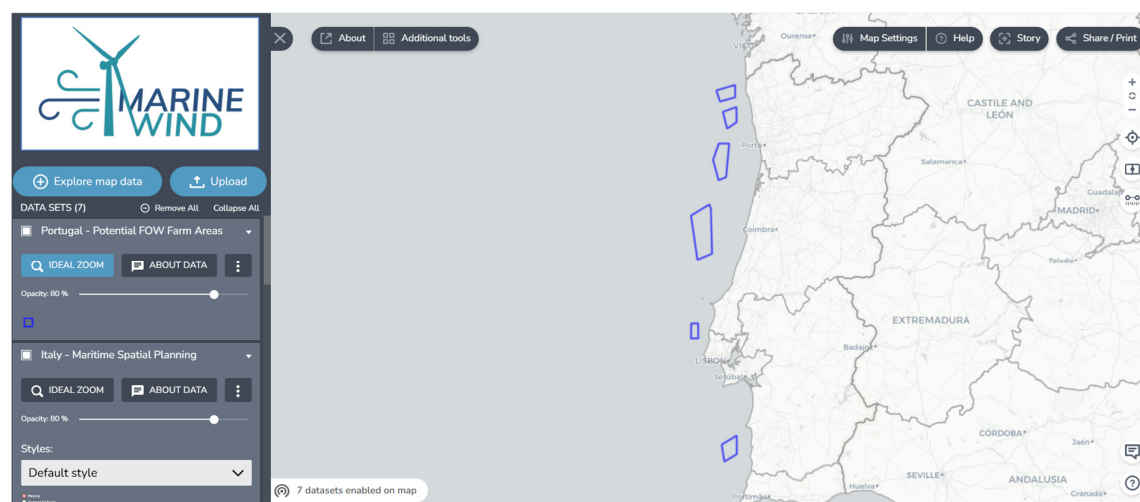 MARINE
WIND
Explore map data
Upload
DATA SETS (7)
Remove All
Collapse All
Portugal - Potential FOW Farm Areas
IDEAL ZOOM
ABOUT DATA
Opacity: 80 %
Italy - Maritime Spatial Planning
IDEAL ZOOM
ABOUT DATA
Opacity: 80 %
Styles:
Default style
Pesca
About
Additional tools
Map Settings
Help
Story
Share / Print
Ourense
CASTILE AND
LEÓN
Porto
Salamanca
Guadalaj
MADRID
Coimbra
Toledo
EXTREMADURA
Badajoz
LISBON
Setúbal
CÓRDOBA
Jaén
SEVILLE
ANDALUSIA
Huelva
Granada
Portimão
7 datasets enabled on map